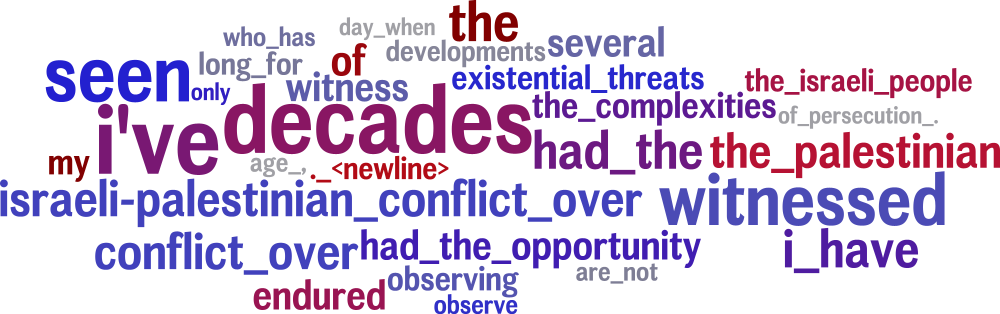 who_has day_when the
long_for of developments several
seen only witness existential_threats the_israeli_people
i've decades the_complexities of_persecution_.
my age_, ._<newline> had_the the_palestinian
israeli-palestinian_conflict_over witnessed
conflict_over had_the_opportunity i_have
observing are_not
endured observe